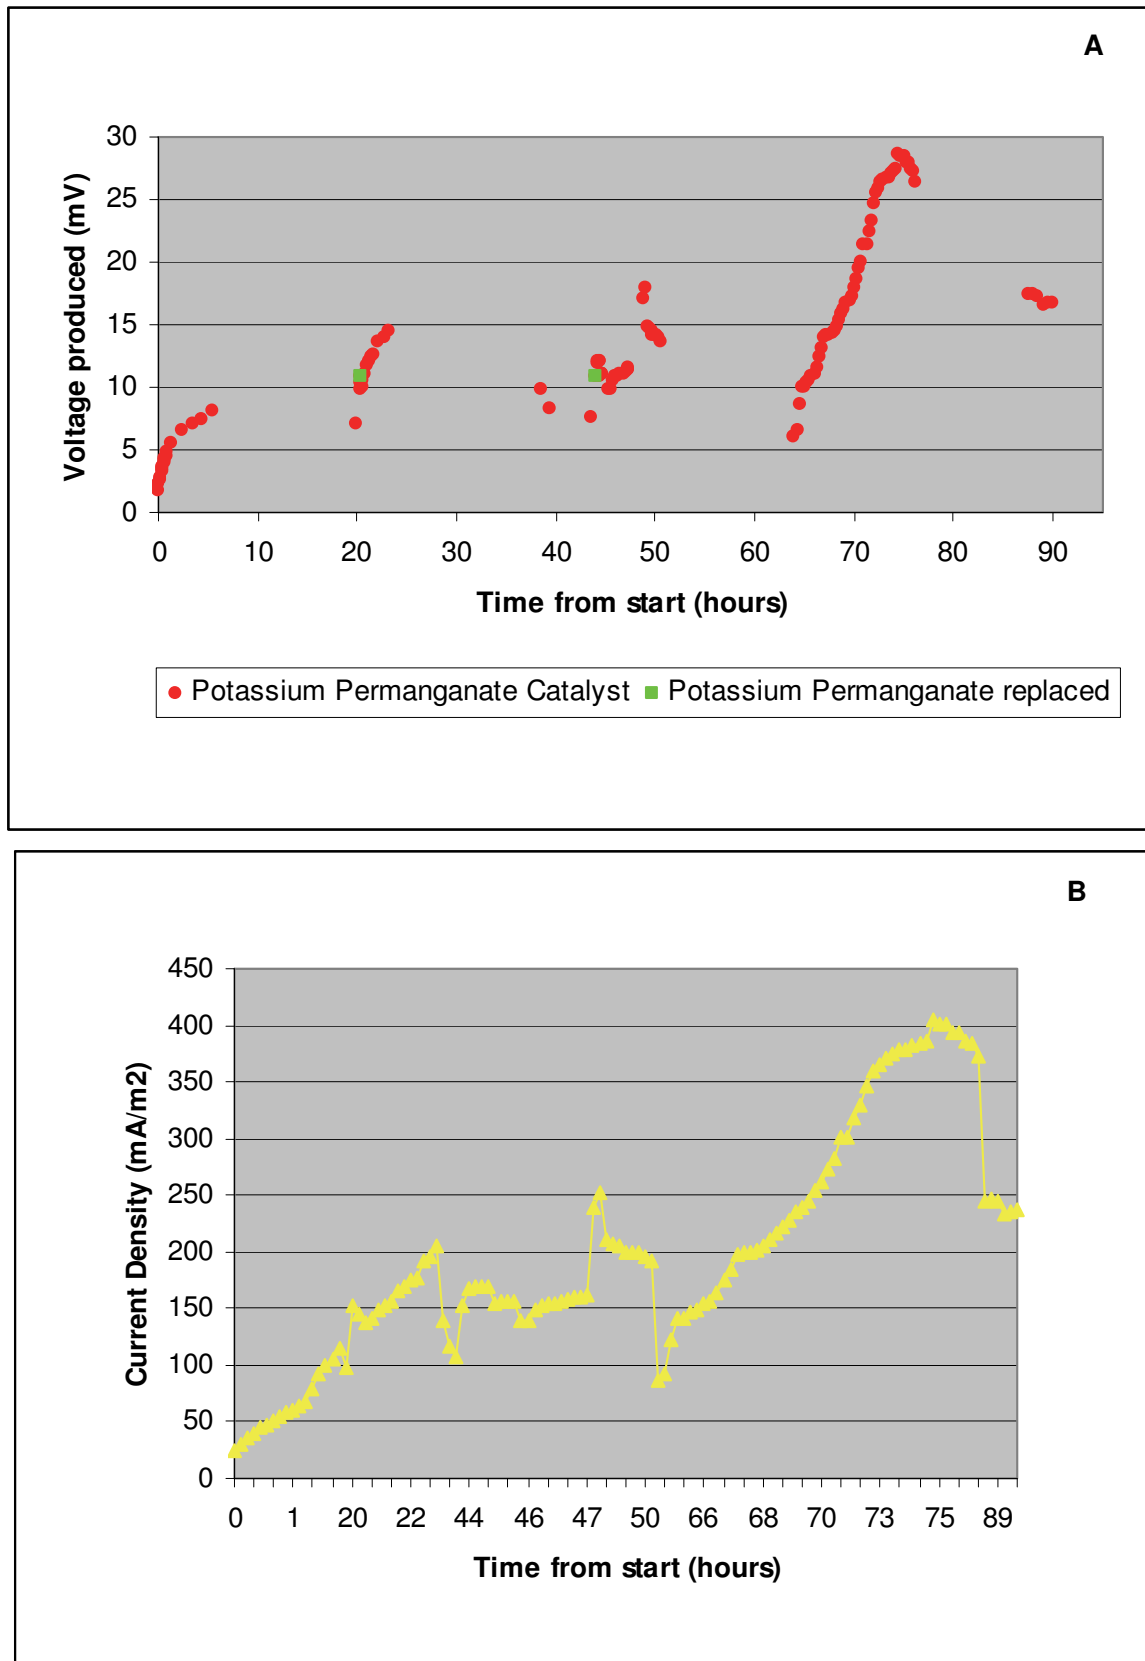 A
30
25
20
15
10
5
0
Voltage produced (mV)
0 10 20 30 40 50 60 70 80 90
Time from start (hours)
Potassium Permanganate Catalyst Potassium Permanganate replaced
B
450
400
350
300
250
200
150
100
50
0
Current Density (mA/m2)
0 1 20 22 44 46 47 50 66 68 70 73 75 89
Time from start (hours)